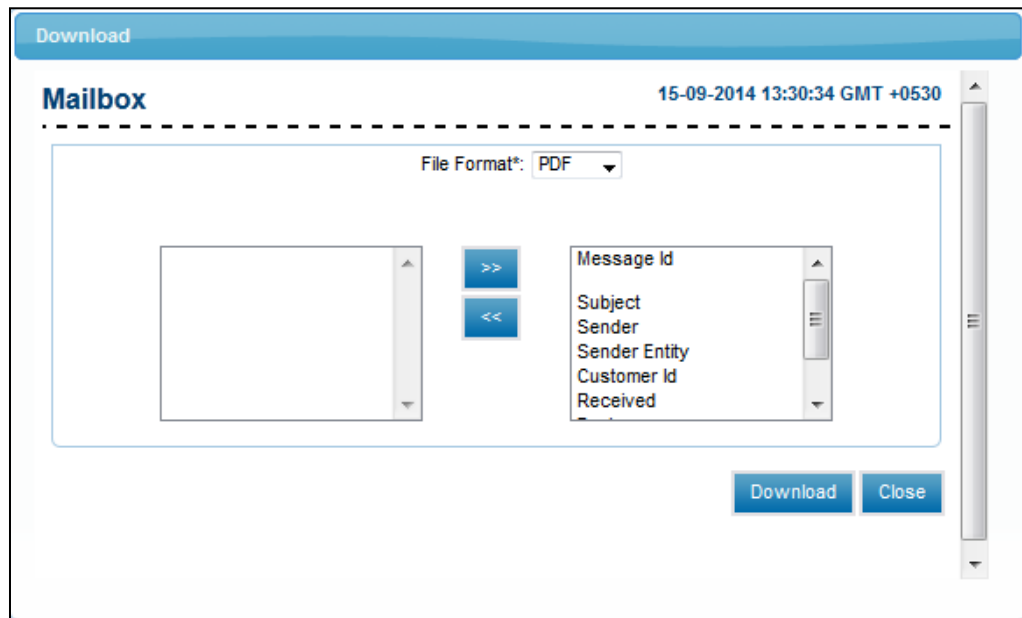 Download
Mailbox
15-09-2014 13:30:34 GMT +0530
File Format*: PDF
>>
<<
Message Id
Subject
Sender
Sender Entity
Customer Id
Received
Download Close